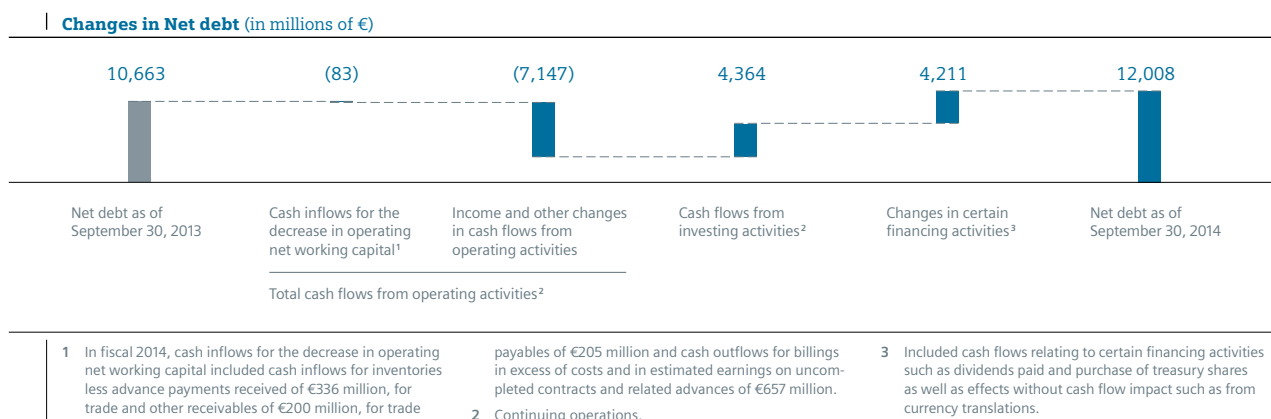 Changes in Net debt (in millions of €)
10,663 (83) (7,147) 4,364 4,211 12,008
Net debt as of
September 30, 2013
Cash inflows for the
decrease in operating
net working capital¹
Income and other changes
in cash flows from
operating activities
Cash flows from
investing activities²
Changes in certain
financing activities³
Net debt as of
September 30, 2014
Total cash flows from operating activities²
1 In fiscal 2014, cash inflows for the decrease in operating
net working capital included cash inflows for inventories
less advance payments received of €336 million, for
trade and other receivables of €200 million, for trade
payables of €205 million and cash outflows for billings
in excess of costs and in estimated earnings on uncom-
pleted contracts and related advances of €657 million.
2 Continuing operations.
3 Included cash flows relating to certain financing activities
such as dividends paid and purchase of treasury shares
as well as effects without cash flow impact such as from
currency translations.